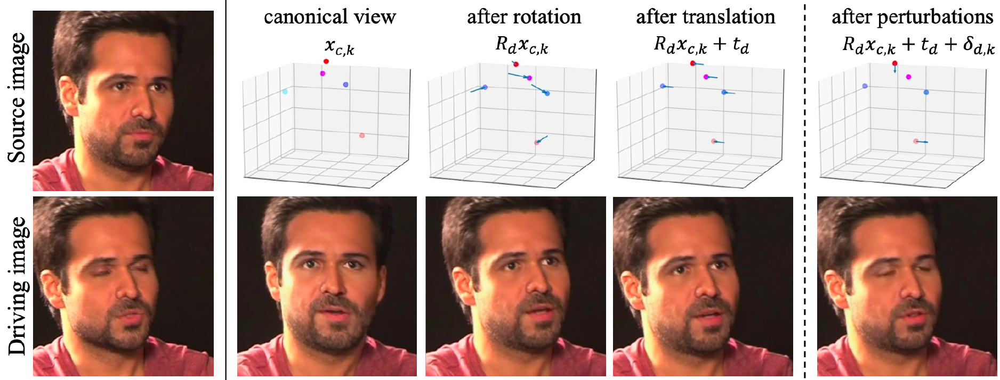 Source image
Driving image
canonical view
x_{c,k}
after rotation
R_d x_{c,k}
after translation
R_d x_{c,k} + t_d
after perturbations
R_d x_{c,k} + t_d + δ_{d,k}